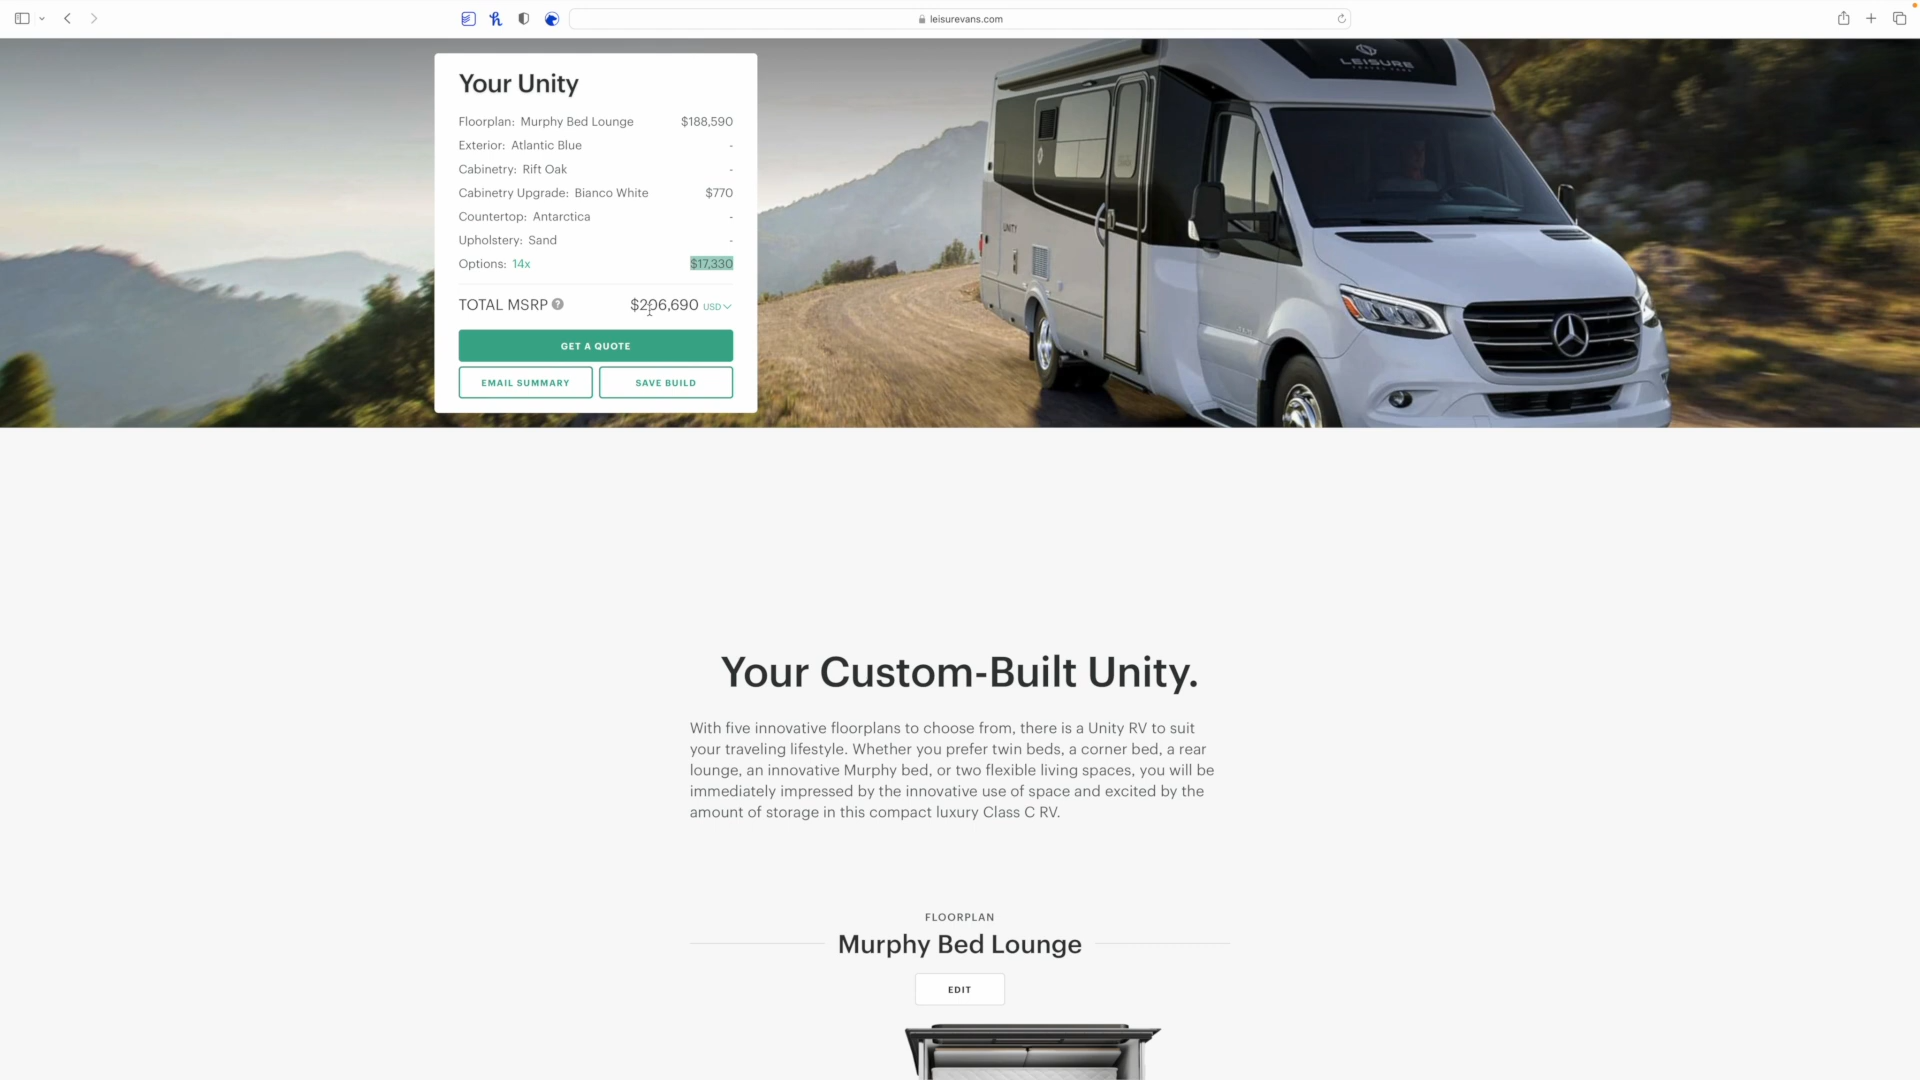 leisurevans.com
LEISURE
UNITY
Your Unity
Floorplan: Murphy Bed Lounge $188,590
Exterior: Atlantic Blue -
Cabinetry: Rift Oak -
Cabinetry Upgrade: Bianco White $770
Countertop: Antarctica -
Upholstery: Sand -
Options: 14x $17,330
TOTAL MSRP ? $206,690 USD
GET A QUOTE
EMAIL SUMMARY SAVE BUILD
Your Custom-Built Unity.
With five innovative floorplans to choose from, there is a Unity RV to suit
your traveling lifestyle. Whether you prefer twin beds, a corner bed, a rear
lounge, an innovative Murphy bed, or two flexible living spaces, you will be
immediately impressed by the innovative use of space and excited by the
amount of storage in this compact luxury Class C RV.
FLOORPLAN
Murphy Bed Lounge
EDIT